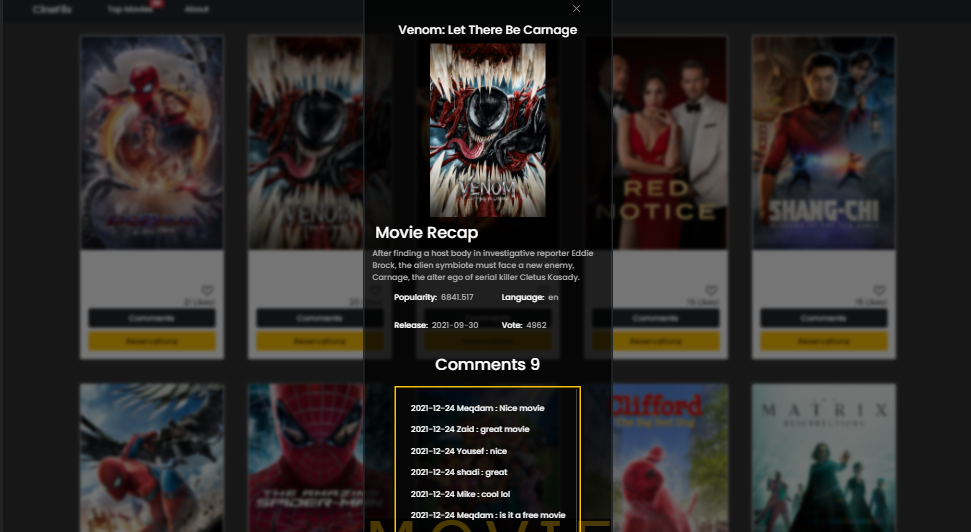 CineFlix
Top Movies
About
Venom: Let There Be Carnage
VENOM
Movie Recap
After finding a host body in investigative reporter Eddie
Brock, the alien symbiote must face a new enemy,
Carnage, the alter ego of serial killer Cletus Kasady.
Popularity: 6841.517
Language: en
Release: 2021-09-30
Vote: 4962
Comments 9
2021-12-24 Meqdam : Nice movie
2021-12-24 Zaid : great movie
2021-12-24 Yousef : nice
2021-12-24 shadi : great
2021-12-24 Mike : cool lol
2021-12-24 Meqdam : is it a free movie
MOVIE
VENOM
RED
NOTICE
SHANG-CHI
21 Likes
15 Likes
15 Likes
Comments
Comments
Comments
Comments
Reservations
Reservations
Reservations
Reservations
THE AMAZING
SPIDER-MAN
Clifford
The Big Red Dog
MATRIX
RESURRECTIONS